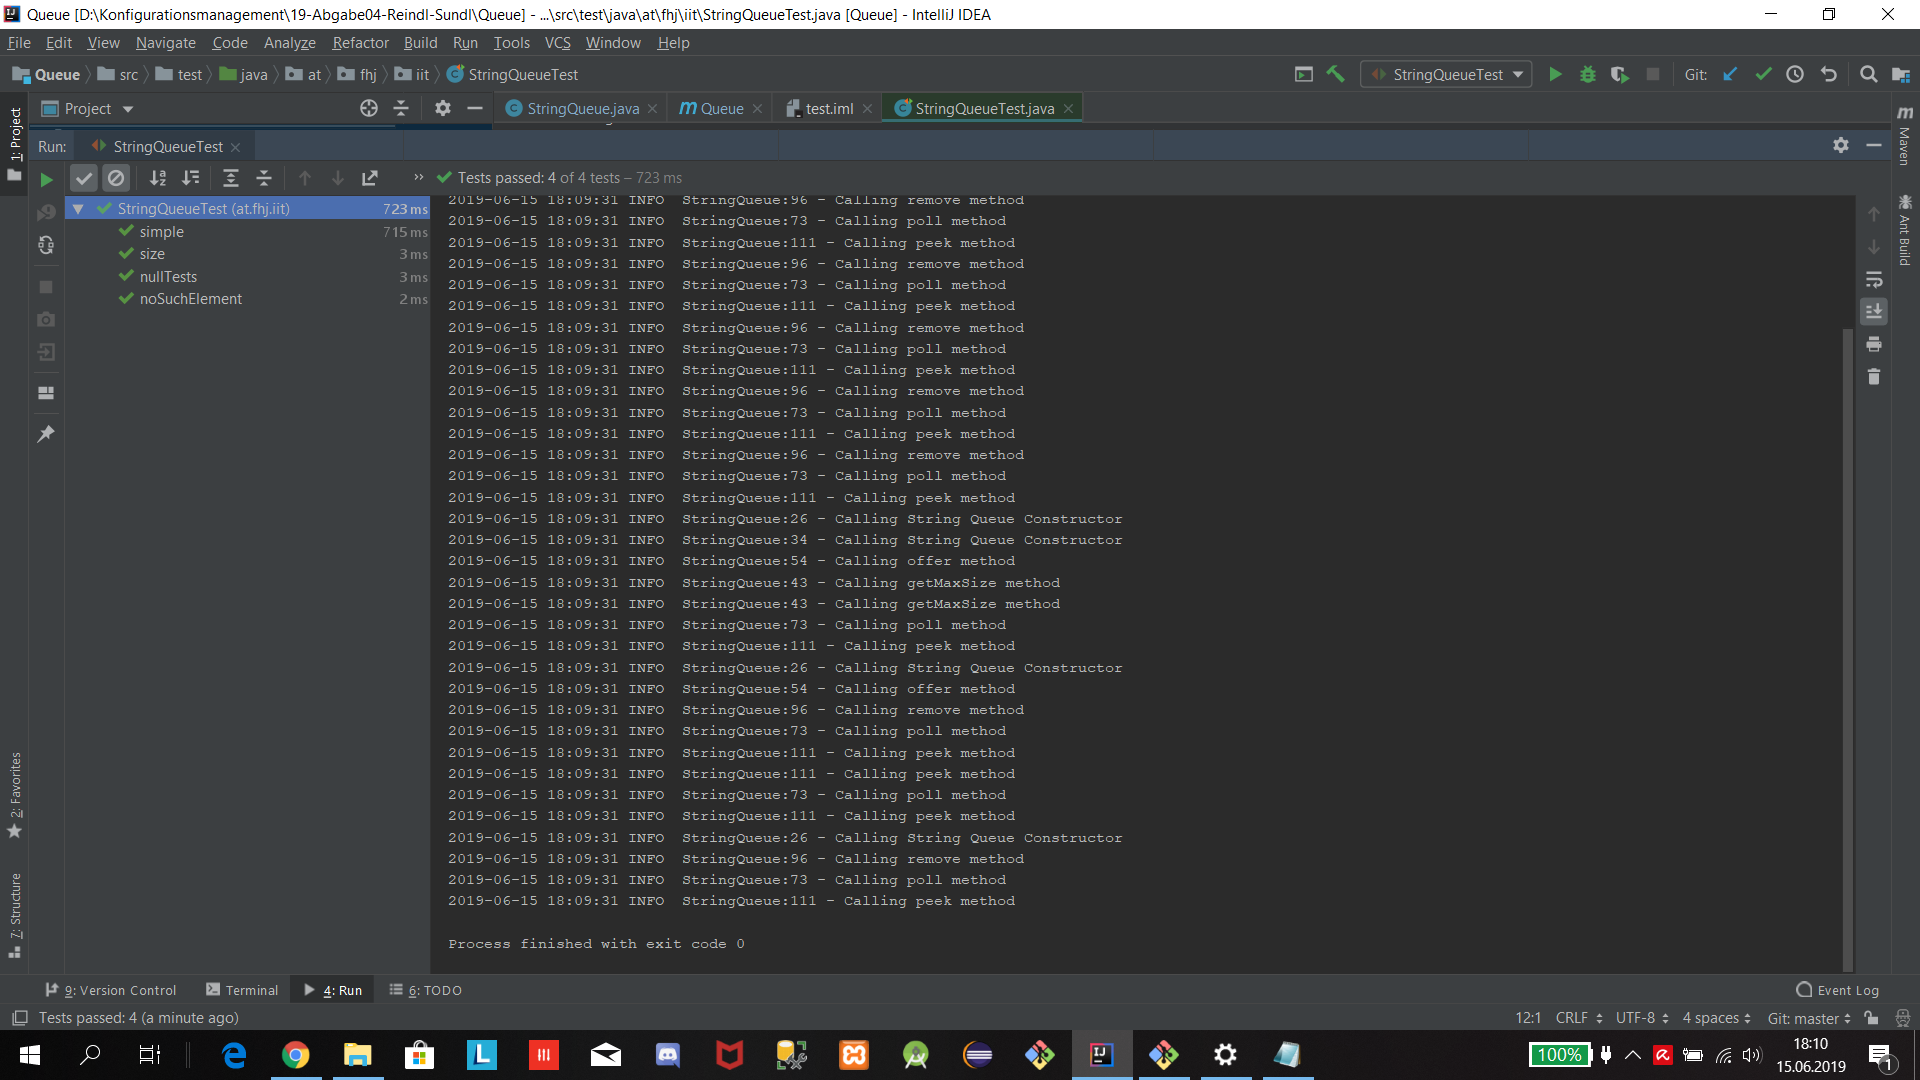 Queue [D:\Konfigurationsmanagement\19-Abgabe04-Reindl-Sundl\Queue] - ...\src\test\java\at\fhj\iit\StringQueueTest.java [Queue] - IntelliJ IDEA
File Edit View Navigate Code Analyze Refactor Build Run Tools VCS Window Help
Queue src test java at fhj iit StringQueueTest
StringQueueTest Git:
1: Project
Project
StringQueue.java Queue test.iml StringQueueTest.java
Maven
Run: StringQueueTest
Tests passed: 4 of 4 tests – 723 ms
StringQueueTest (at.fhj.iit) 723 ms
simple 715 ms
size 3 ms
nullTests 3 ms
noSuchElement 2 ms
Ant Build
2019-06-15 18:09:31 INFO  StringQueue:96 - Calling remove method
2019-06-15 18:09:31 INFO  StringQueue:73 - Calling poll method
2019-06-15 18:09:31 INFO  StringQueue:111 - Calling peek method
2019-06-15 18:09:31 INFO  StringQueue:96 - Calling remove method
2019-06-15 18:09:31 INFO  StringQueue:73 - Calling poll method
2019-06-15 18:09:31 INFO  StringQueue:111 - Calling peek method
2019-06-15 18:09:31 INFO  StringQueue:96 - Calling remove method
2019-06-15 18:09:31 INFO  StringQueue:73 - Calling poll method
2019-06-15 18:09:31 INFO  StringQueue:111 - Calling peek method
2019-06-15 18:09:31 INFO  StringQueue:96 - Calling remove method
2019-06-15 18:09:31 INFO  StringQueue:73 - Calling poll method
2019-06-15 18:09:31 INFO  StringQueue:111 - Calling peek method
2019-06-15 18:09:31 INFO  StringQueue:96 - Calling remove method
2019-06-15 18:09:31 INFO  StringQueue:73 - Calling poll method
2019-06-15 18:09:31 INFO  StringQueue:111 - Calling peek method
2019-06-15 18:09:31 INFO  StringQueue:26 - Calling String Queue Constructor
2019-06-15 18:09:31 INFO  StringQueue:34 - Calling String Queue Constructor
2019-06-15 18:09:31 INFO  StringQueue:54 - Calling offer method
2019-06-15 18:09:31 INFO  StringQueue:43 - Calling getMaxSize method
2019-06-15 18:09:31 INFO  StringQueue:43 - Calling getMaxSize method
2019-06-15 18:09:31 INFO  StringQueue:73 - Calling poll method
2019-06-15 18:09:31 INFO  StringQueue:111 - Calling peek method
2019-06-15 18:09:31 INFO  StringQueue:26 - Calling String Queue Constructor
2019-06-15 18:09:31 INFO  StringQueue:54 - Calling offer method
2019-06-15 18:09:31 INFO  StringQueue:96 - Calling remove method
2019-06-15 18:09:31 INFO  StringQueue:73 - Calling poll method
2019-06-15 18:09:31 INFO  StringQueue:111 - Calling peek method
2019-06-15 18:09:31 INFO  StringQueue:111 - Calling peek method
2019-06-15 18:09:31 INFO  StringQueue:73 - Calling poll method
2019-06-15 18:09:31 INFO  StringQueue:111 - Calling peek method
2019-06-15 18:09:31 INFO  StringQueue:26 - Calling String Queue Constructor
2019-06-15 18:09:31 INFO  StringQueue:96 - Calling remove method
2019-06-15 18:09:31 INFO  StringQueue:73 - Calling poll method
2019-06-15 18:09:31 INFO  StringQueue:111 - Calling peek method
Process finished with exit code 0
2: Favorites
7: Structure
9: Version Control Terminal 4: Run 6: TODO Event Log
Tests passed: 4 (a minute ago) 12:1 CRLF UTF-8 4 spaces Git: master
100% 18:10
15.06.2019
1